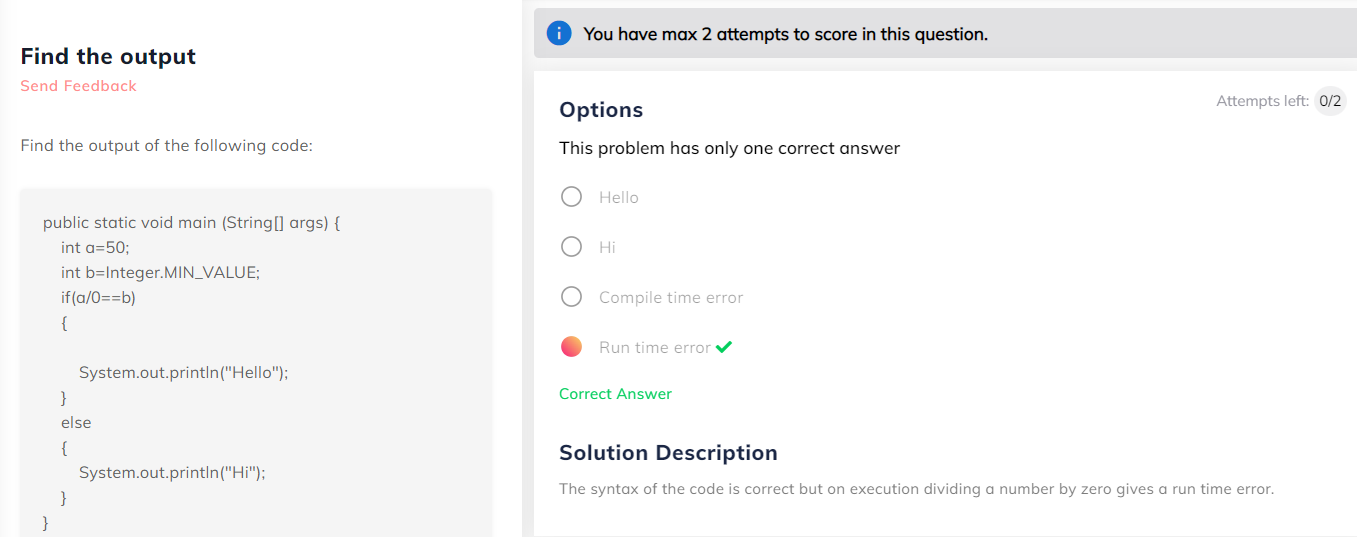 Find the output
Send Feedback
Find the output of the following code:
public static void main (String[] args) {
int a=50;
int b=Integer.MIN_VALUE;
if(a/0==b)
{
System.out.println("Hello");
}
else
{
System.out.println("Hi");
}
}
You have max 2 attempts to score in this question.
Options
Attempts left: 0/2
This problem has only one correct answer
Hello
Hi
Compile time error
Run time error
Correct Answer
Solution Description
The syntax of the code is correct but on execution dividing a number by zero gives a run time error.